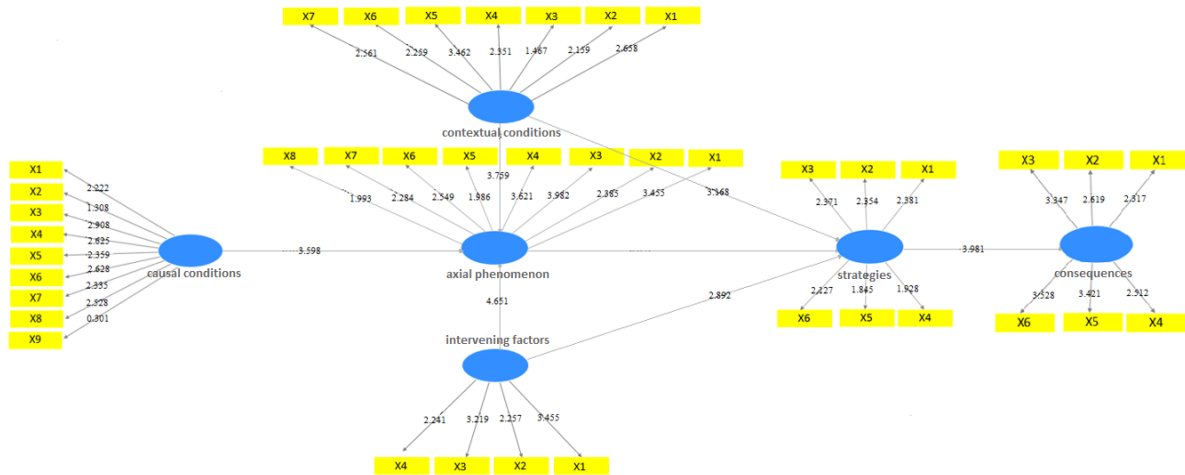 X7 X6 X5 X4 X3 X2 X1
2.561 2.259 3.462 2.351 1.467 2.159 2.658
contextual conditions
X8 X7 X6 X5 X4 X3 X2 X1
3.759
1.993 2.284 2.549 1.986 3.621 3.982 2.385 3.455
3.168
X1
X2
X3
X4
X5
X6
X7
X8
X9
2.222
1.308
2.908
2.625
2.359
2.628
2.335
2.528
0.301
causal conditions
3.598
axial phenomenon
4.651
intervening factors
2.241 3.219 2.257 3.455
X4 X3 X2 X1
2.892
X3 X2 X1
2.371 2.354 2.381
strategies
2.127 1.845 1.928
X6 X5 X4
3.981
X3 X2 X1
3.347 2.619 2.317
consequences
3.528 3.421 2.512
X6 X5 X4